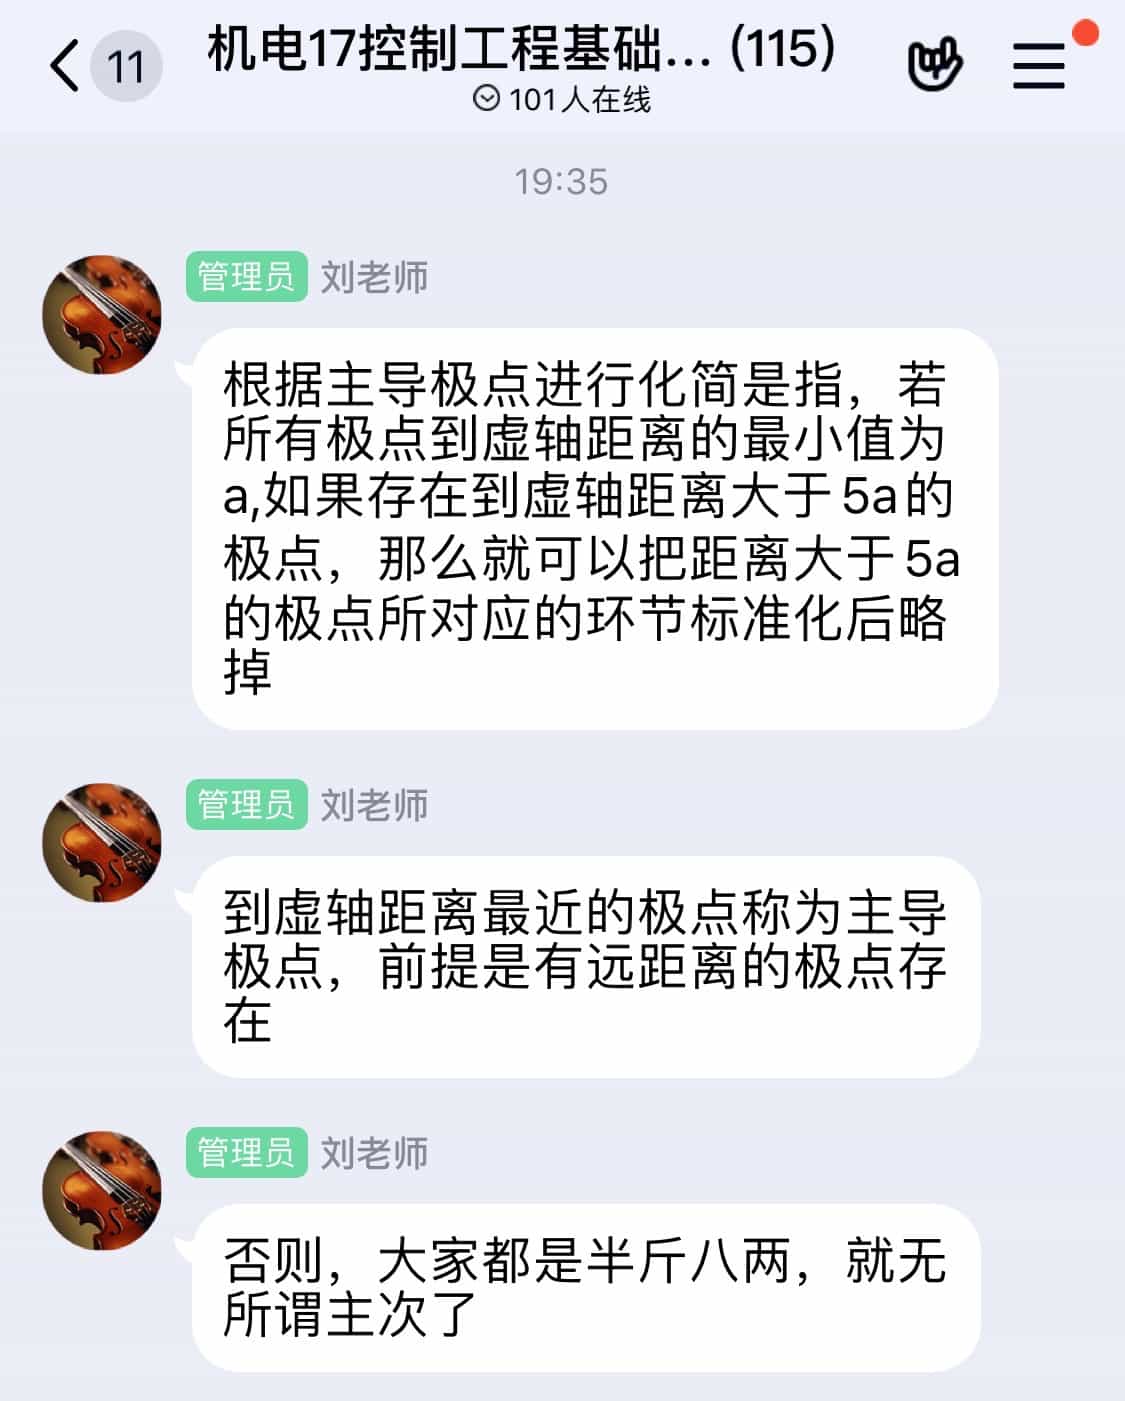 11
机电17控制工程基础... (115)
101人在线
19:35
管理员 刘老师
根据主导极点进行化简是指，若
所有极点到虚轴距离的最小值为
a,如果存在到虚轴距离大于5a的
极点，那么就可以把距离大于5a
的极点所对应的环节标准化后略
掉
管理员 刘老师
到虚轴距离最近的极点称为主导
极点，前提是有远距离的极点存
在
管理员 刘老师
否则，大家都是半斤八两，就无
所谓主次了